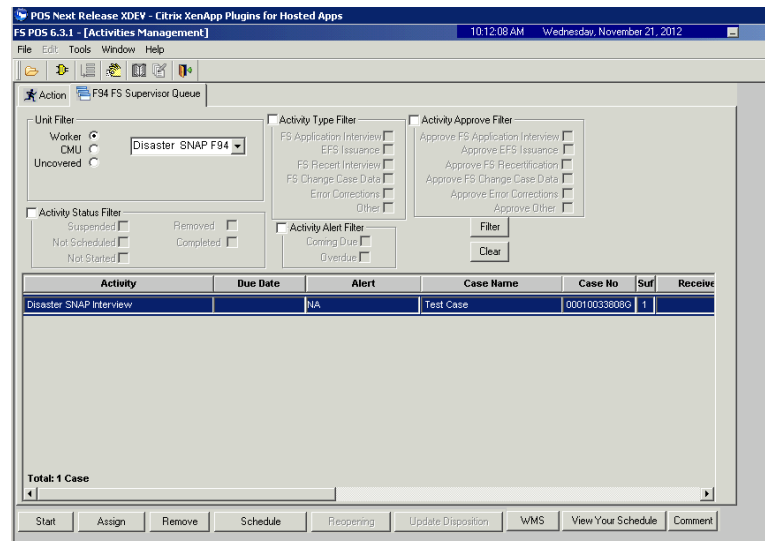 POS Next Release XDEV - Citrix XenApp Plugins for Hosted Apps
FS POS 6.3.1 - [Activities Management] 10:12:08 AM Wednesday, November 21, 2012
File Edit Tools Window Help
Action F94 FS Supervisor Queue
Unit Filter
Worker
CMU
Uncovered
Disaster SNAP F94
Activity Type Filter
FS Application Interview
EFS Issuance
FS Recert Interview
FS Change Case Data
Error Corrections
Other
Activity Approve Filter
Approve FS Application Interview
Approve EFS Issuance
Approve FS Recertification
Approve FS Change Case Data
Approve Error Corrections
Approve Other
Activity Status Filter
Suspended Removed
Not Scheduled Completed
Not Started
Activity Alert Filter
Coming Due
Overdue
Filter
Clear
Activity Due Date Alert Case Name Case No Suf Receive
Disaster SNAP Interview NA Test Case 00010033808G 1
Total: 1 Case
Start Assign Remove Schedule Reopening Update Disposition WMS View Your Schedule Comment